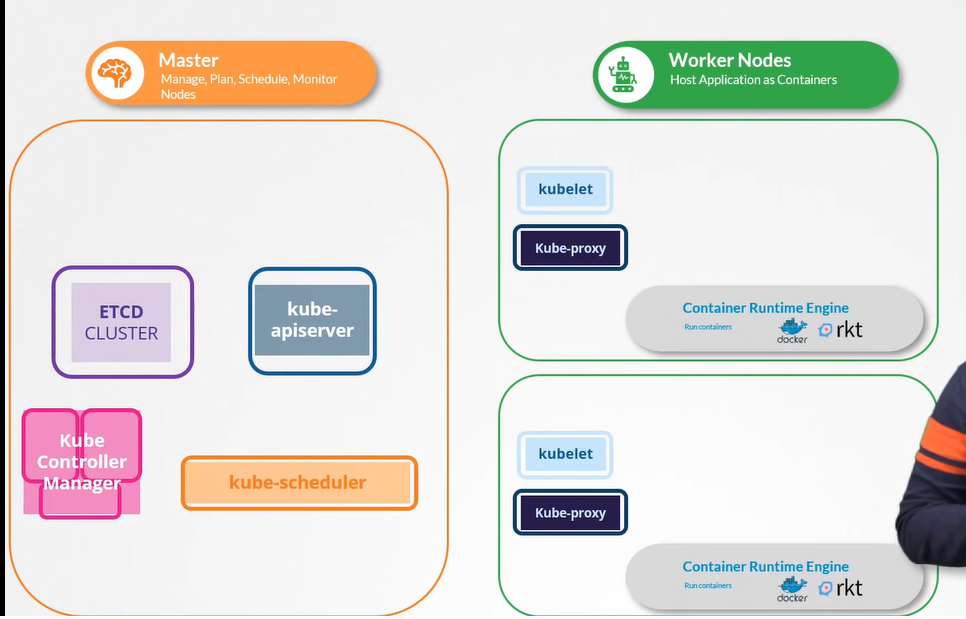 Master
Manage, Plan, Schedule, Monitor
Nodes
ETCD
CLUSTER
kube-
apiserver
Kube
Controller
Manager
kube-scheduler
Worker Nodes
Host Application as Containers
kubelet
Kube-proxy
Container Runtime Engine
Run containers
docker
rkt
kubelet
Kube-proxy
Container Runtime Engine
Run containers
docker
rkt